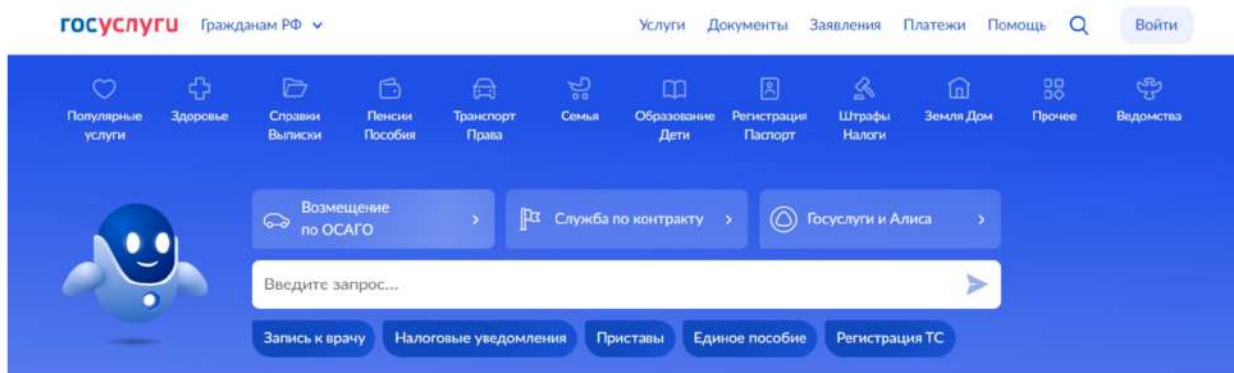 госуслуги Гражданам РФ Услуги Документы Заявления Платежи Помощь Войти
Популярные услуги
Здоровье
Справки Выписки
Пенсии Пособия
Транспорт Права
Семья
Образование Дети
Регистрация Паспорт
Штрафы Налоги
Земля Дом
Прочее
Ведомства
Возмещение
по ОСАГО
Служба по контракту
Госуслуги и Алиса
Введите запрос...
Запись к врачу Налоговые уведомления Приставы Единое пособие Регистрация ТС